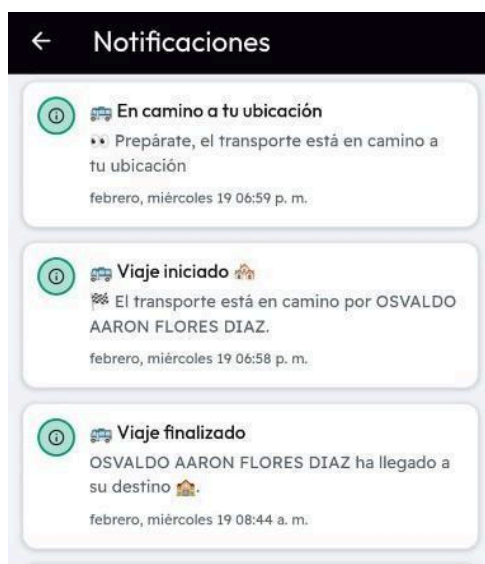 Notificaciones
🚌 En camino a tu ubicación
👀 Prepárate, el transporte está en camino a
tu ubicación
febrero, miércoles 19 06:59 p. m.
🚌 Viaje iniciado 🏘️
🏁 El transporte está en camino por OSVALDO
AARON FLORES DIAZ.
febrero, miércoles 19 06:58 p. m.
🚌 Viaje finalizado
OSVALDO AARON FLORES DIAZ ha llegado a
su destino 🏫.
febrero, miércoles 19 08:44 a. m.